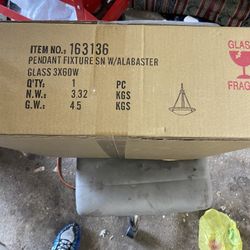 ITEM NO.: 163136
PENDANT FIXTURE SN W/ALABASTER
GLASS 3X60W
Q'TY: 1 PC
N.W.: 3.32 KGS
G.W.: 4.5 KGS
GLAS
FRAG